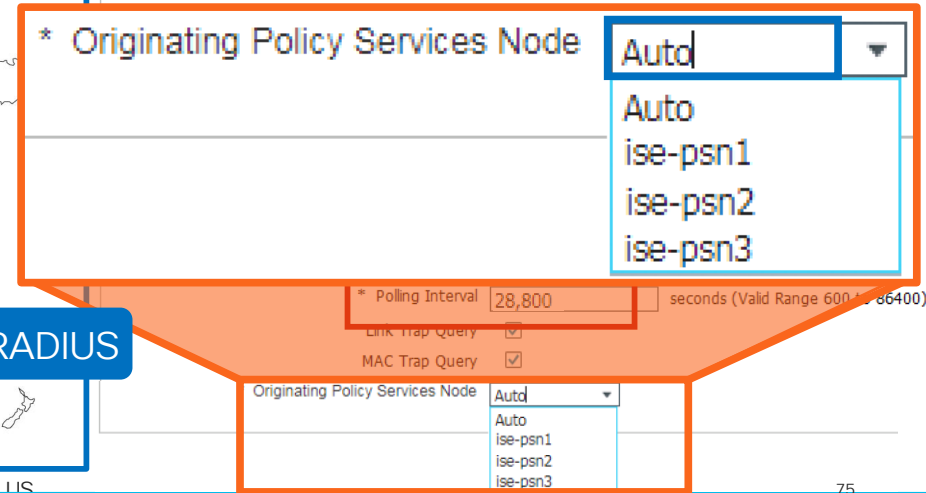 * Originating Policy Services Node Auto
Auto
ise-psn1
ise-psn2
ise-psn3
* Polling Interval 28,800 seconds (Valid Range 600 to 86400)
Link Trap Query
RADIUS
MAC Trap Query
Originating Policy Services Node Auto
Auto
ise-psn1
ise-psn2
ise-psn3
US 75